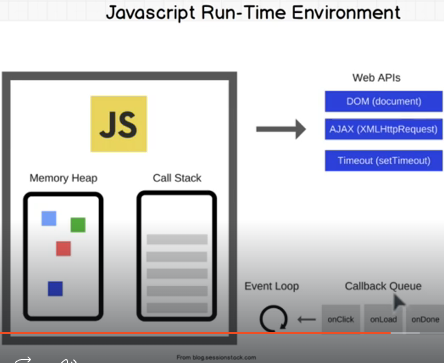 Javascript Run-Time Environment
Web APIs
DOM (document)
AJAX (XMLHttpRequest)
Timeout (setTimeout)
JS
Memory Heap
Call Stack
Event Loop
Callback Queue
onClick
onLoad
onDone
From blog.sessionstack.com